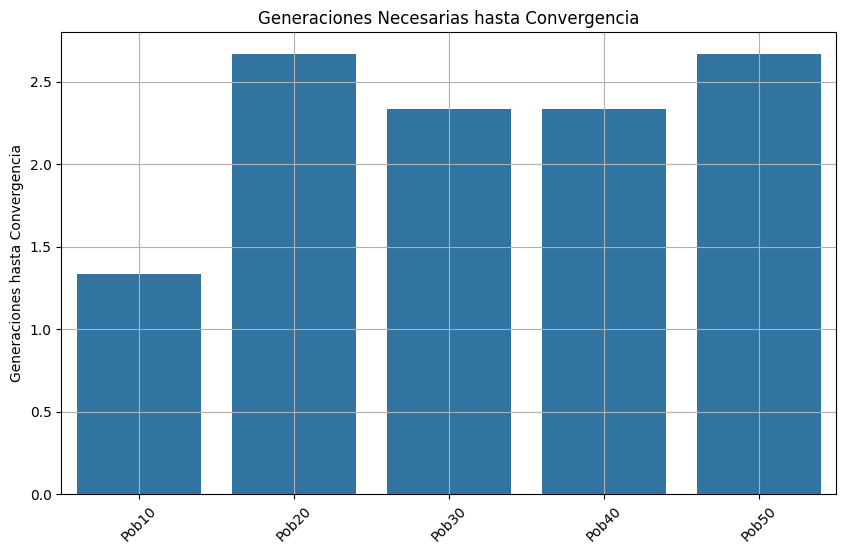 Generaciones Necesarias hasta Convergencia
Generaciones hasta Convergencia
2.5
2.0
1.5
1.0
0.5
0.0
Pob10
Pob20
Pob30
Pob40
Pob50